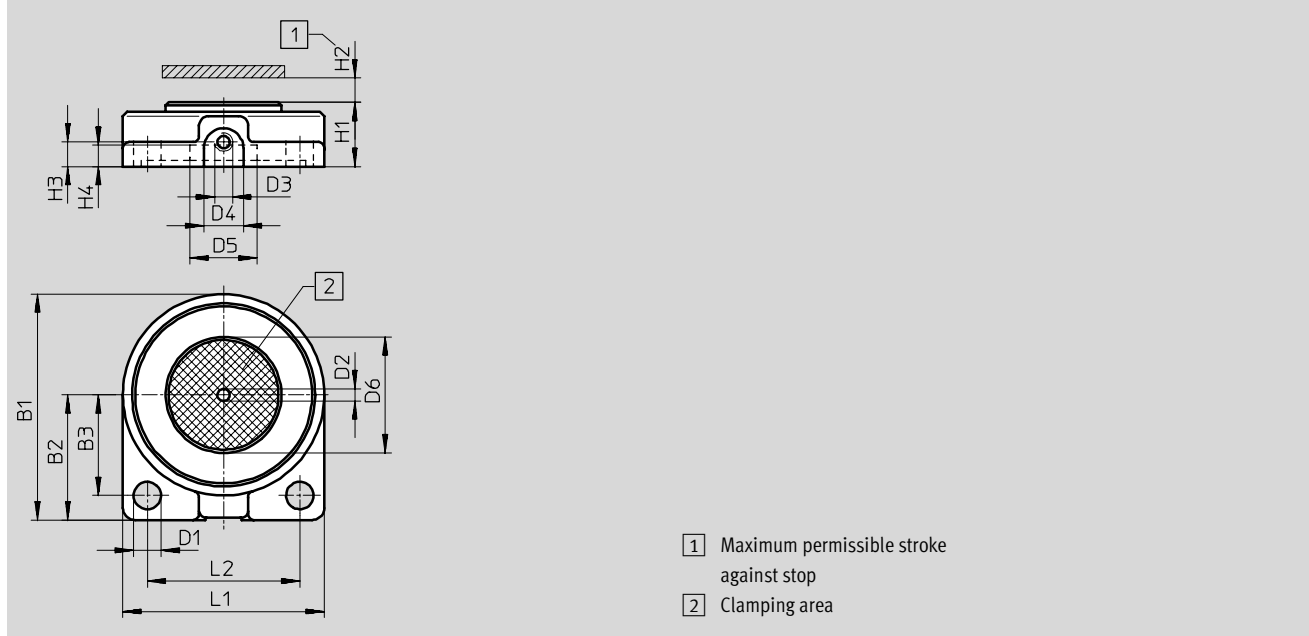 1
H2
H1
H3
H4
D3
D4
D5
2
D2
D6
B1
B2
B3
D1
L2
L1
1 Maximum permissible stroke
against stop
2 Clamping area